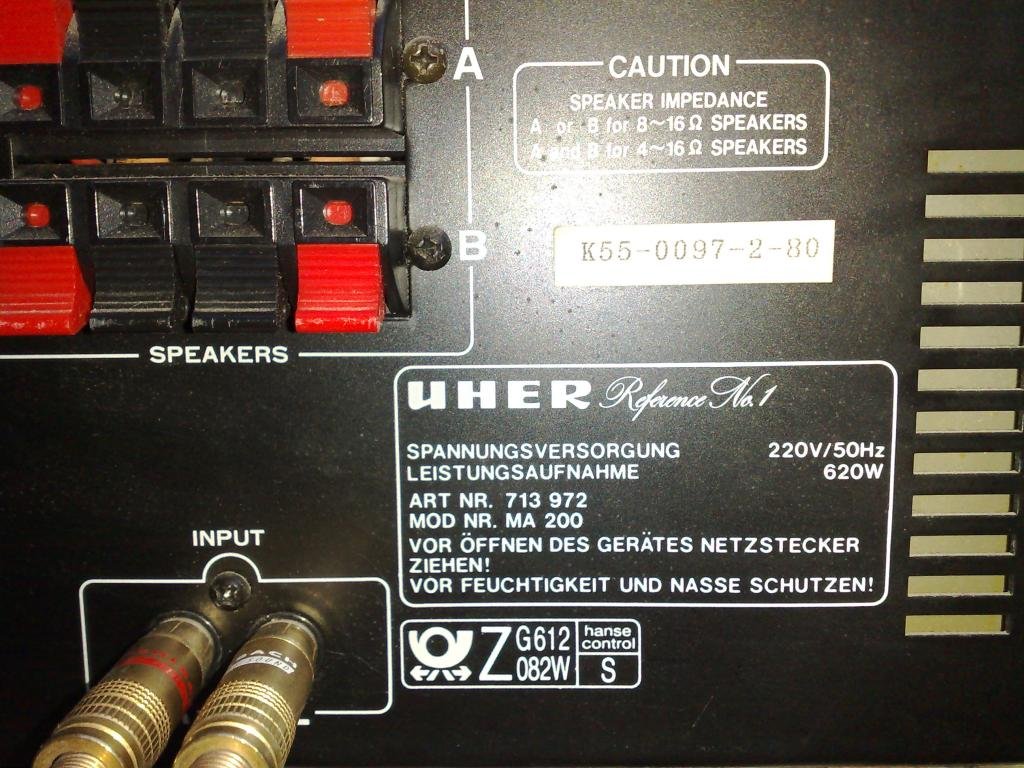 A
CAUTION
SPEAKER IMPEDANCE
A or B for 8~16Ω SPEAKERS
A and B for 4~16Ω SPEAKERS
B
K55-0097-2-80
SPEAKERS
UHER Reference No.1
SPANNUNGSVERSORGUNG 220V/50Hz
LEISTUNGSAUFNAHME 620W
ART NR. 713 972
MOD NR. MA 200
VOR ÖFFNEN DES GERÄTES NETZSTECKER
ZIEHEN!
VOR FEUCHTIGKEIT UND NASSE SCHUTZEN!
INPUT
Z G612 082W
hanse
control
S